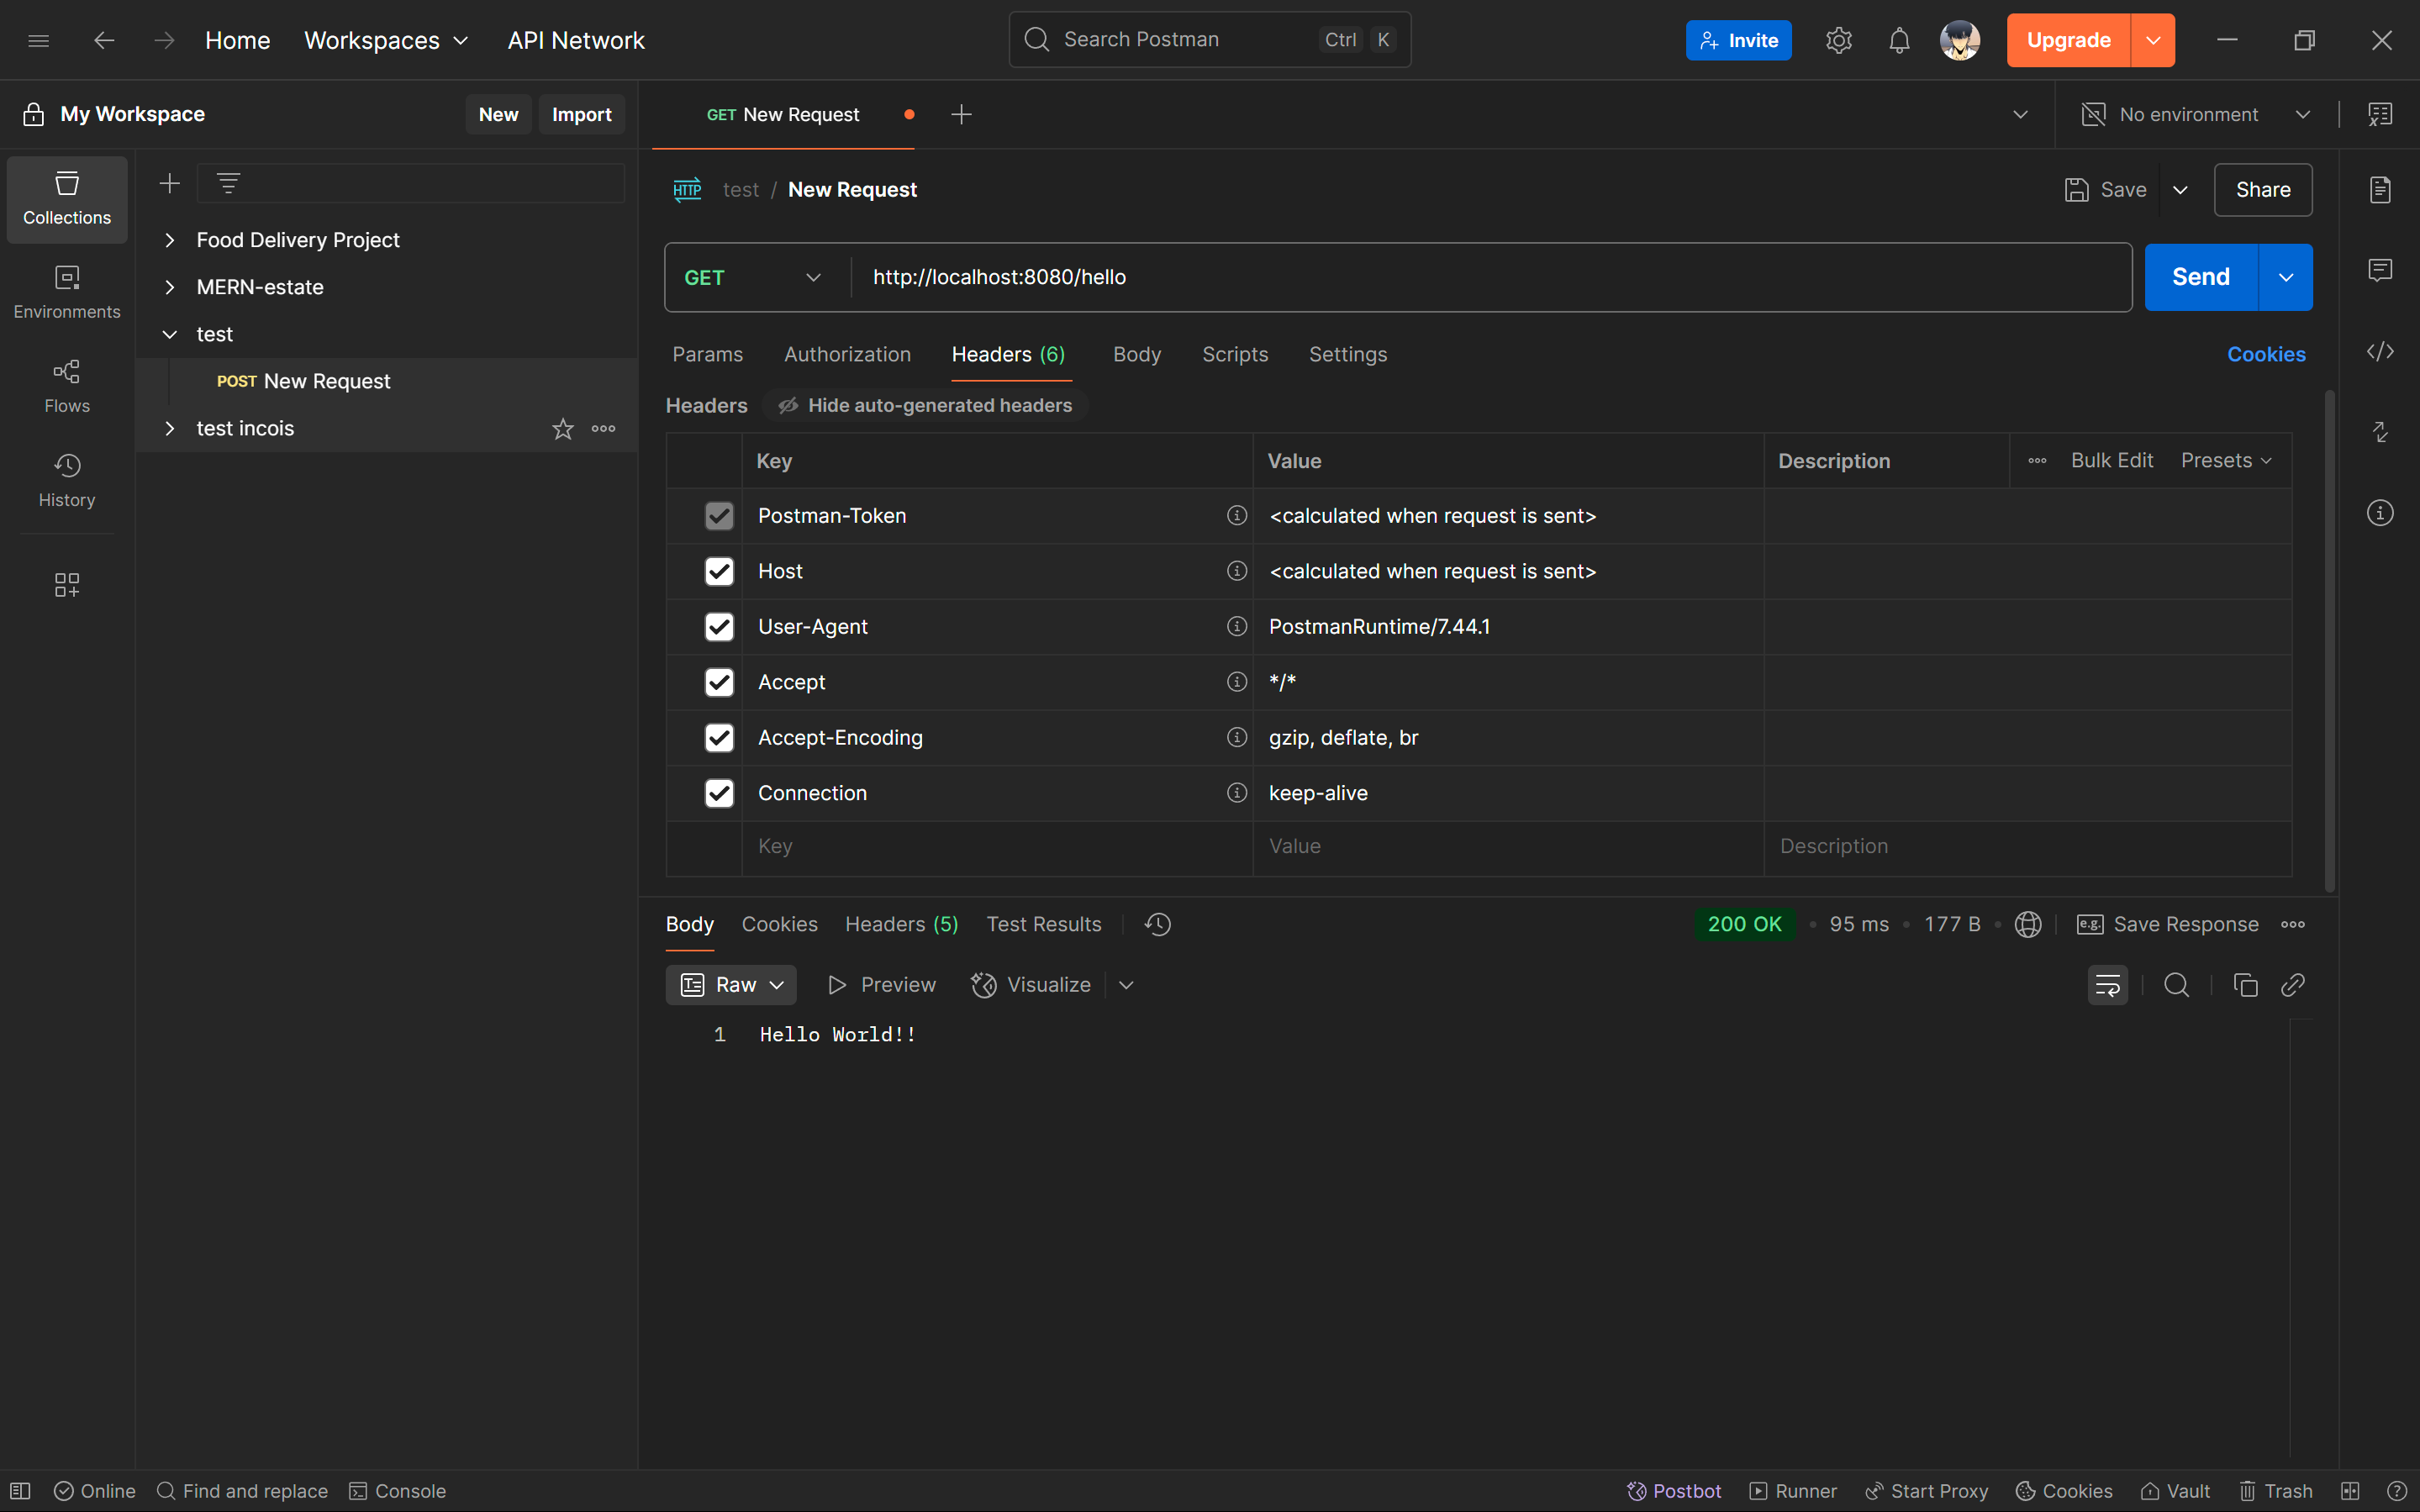 Home Workspaces API Network Search Postman Ctrl K Invite Upgrade
My Workspace New Import GET New Request No environment
Collections
Environments
Flows
History
Food Delivery Project
MERN-estate
test
POST New Request
test incois
HTTP test / New Request Save Share
GET http://localhost:8080/hello Send
Params Authorization Headers (6) Body Scripts Settings Cookies
Headers Hide auto-generated headers
Key Value Description Bulk Edit Presets
Postman-Token <calculated when request is sent>
Host <calculated when request is sent>
User-Agent PostmanRuntime/7.44.1
Accept */*
Accept-Encoding gzip, deflate, br
Connection keep-alive
Key Value Description
Body Cookies Headers (5) Test Results 200 OK • 95 ms • 177 B • e.g. Save Response
Raw Preview Visualize
1 Hello World!!
Online Find and replace Console Postbot Runner Start Proxy Cookies Vault Trash